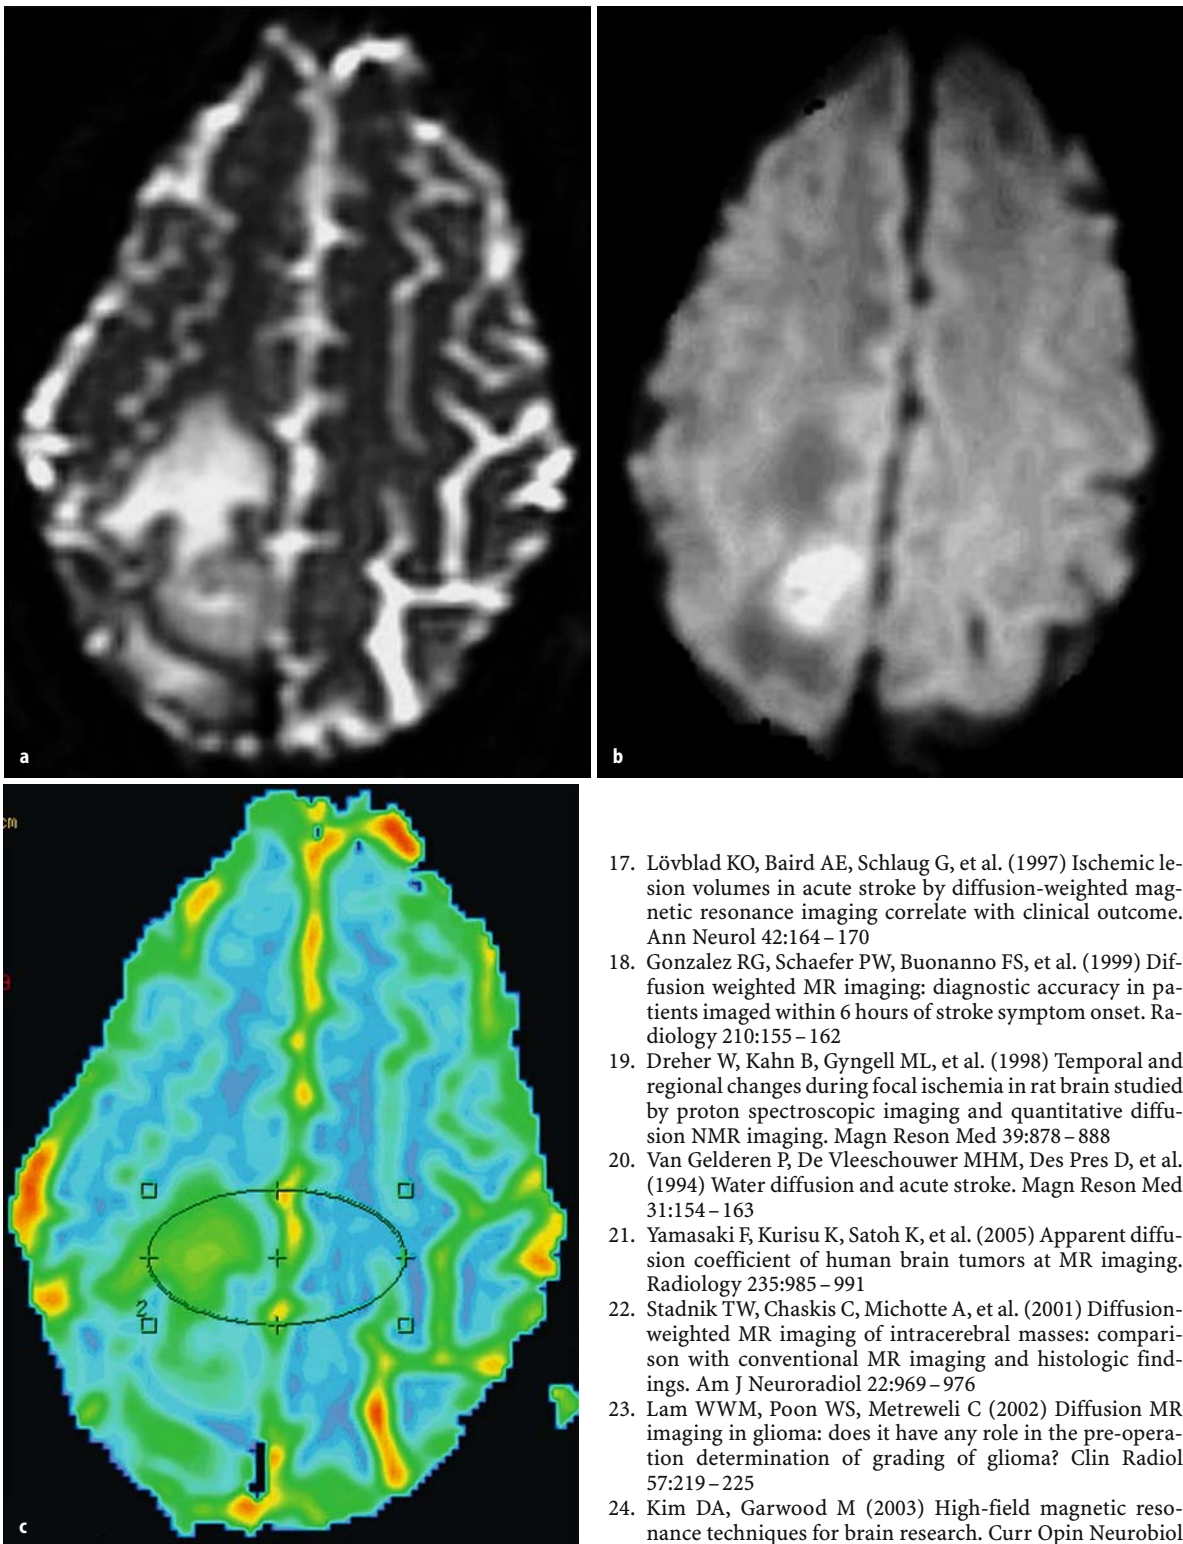 a
b
cm
3
2
c
17. Lövblad KO, Baird AE, Schlaug G, et al. (1997) Ischemic le-
sion volumes in acute stroke by diffusion-weighted mag-
netic resonance imaging correlate with clinical outcome.
Ann Neurol 42:164–170
18. Gonzalez RG, Schaefer PW, Buonanno FS, et al. (1999) Dif-
fusion weighted MR imaging: diagnostic accuracy in pa-
tients imaged within 6 hours of stroke symptom onset. Ra-
diology 210:155–162
19. Dreher W, Kahn B, Gyngell ML, et al. (1998) Temporal and
regional changes during focal ischemia in rat brain studied
by proton spectroscopic imaging and quantitative diffu-
sion NMR imaging. Magn Reson Med 39:878–888
20. Van Gelderen P, De Vleeschouwer MHM, Des Pres D, et al.
(1994) Water diffusion and acute stroke. Magn Reson Med
31:154–163
21. Yamasaki F, Kurisu K, Satoh K, et al. (2005) Apparent diffu-
sion coefficient of human brain tumors at MR imaging.
Radiology 235:985–991
22. Stadnik TW, Chaskis C, Michotte A, et al. (2001) Diffusion-
weighted MR imaging of intracerebral masses: compari-
son with conventional MR imaging and histologic find-
ings. Am J Neuroradiol 22:969–976
23. Lam WWM, Poon WS, Metreweli C (2002) Diffusion MR
imaging in glioma: does it have any role in the pre-opera-
tion determination of grading of glioma? Clin Radiol
57:219–225
24. Kim DA, Garwood M (2003) High-field magnetic reso-
nance techniques for brain research. Curr Opin Neurobiol